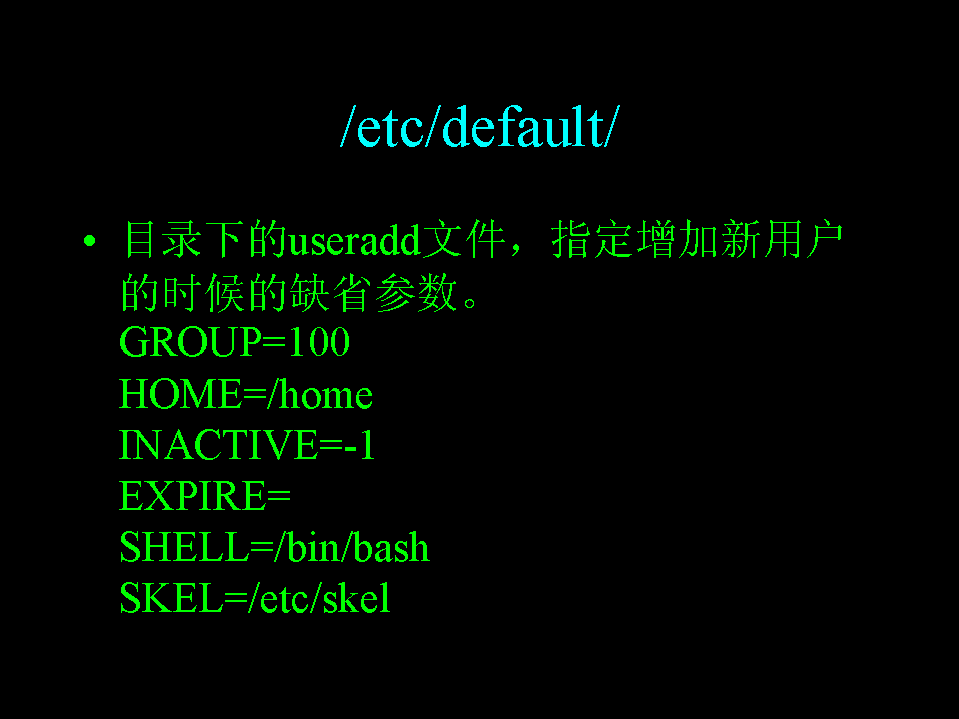 /etc/default/
• 目录下的useradd文件，指定增加新用户
的时候的缺省参数。
GROUP=100
HOME=/home
INACTIVE=-1
EXPIRE=
SHELL=/bin/bash
SKEL=/etc/skel